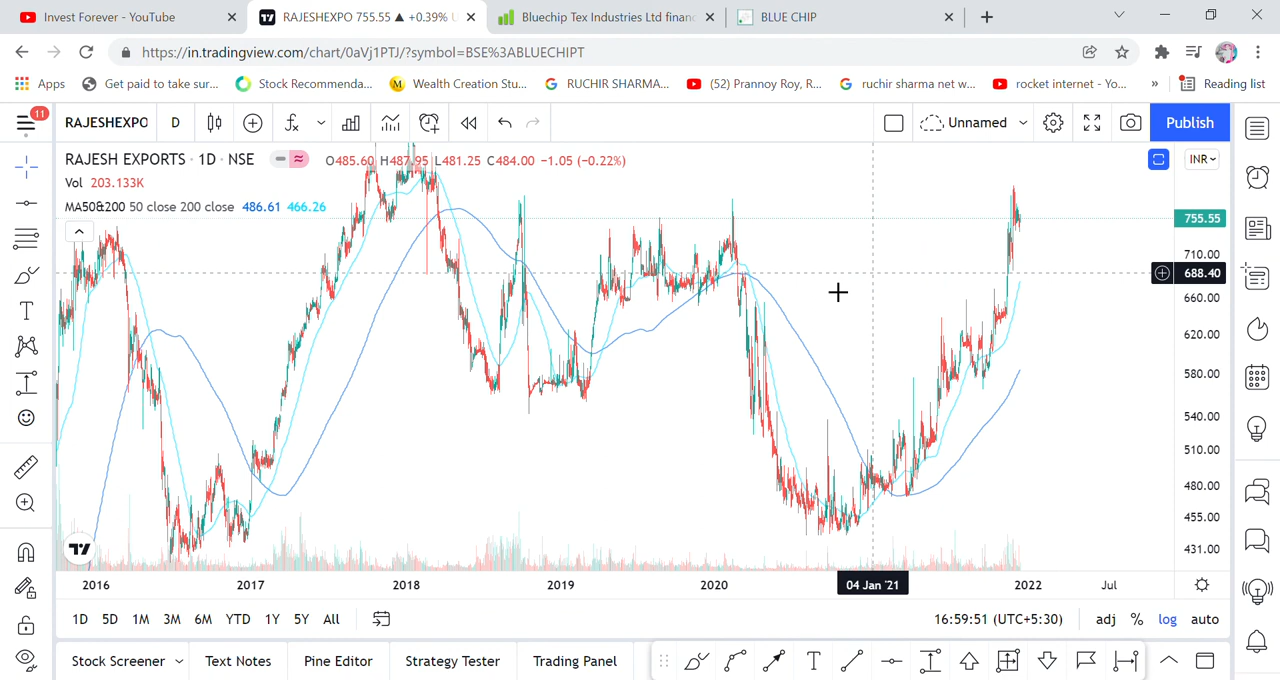 Invest Forever - YouTube
RAJESHEXPO 755.55 ▲ +0.39% U
Bluechip Tex Industries Ltd financ
BLUE CHIP
https://in.tradingview.com/chart/0aVj1PTJ/?symbol=BSE%3ABLUECHIPT
Apps
Get paid to take sur...
Stock Recommenda...
Wealth Creation Stu...
RUCHIR SHARMA...
(52) Prannoy Roy, R...
ruchir sharma net w...
rocket internet - Yo...
»
Reading list
11
RAJESHEXPO
D
Unnamed
Publish
RAJESH EXPORTS · 1D · NSE
O485.60 H487.95 L481.25 C484.00 −1.05 (−0.22%)
INR
Vol 203.133K
MA50&200 50 close 200 close 486.61 466.26
755.55
710.00
688.40
660.00
620.00
580.00
540.00
510.00
480.00
455.00
431.00
2016
2017
2018
2019
2020
04 Jan '21
2022
Jul
1D 5D 1M 3M 6M YTD 1Y 5Y All
16:59:51 (UTC+5:30)
adj % log auto
Stock Screener
Text Notes
Pine Editor
Strategy Tester
Trading Panel